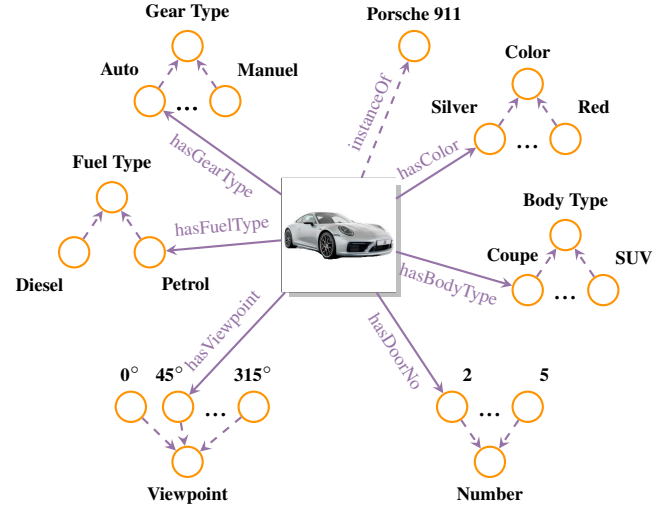 Gear Type
Porsche 911
Auto
Manuel
Color
Silver
Red
...
instanceOf
...
hasGearType
hasColor
Fuel Type
Body Type
hasFuelType
Coupe
SUV
Diesel
Petrol
hasBodyType
...
hasViewpoint
hasDoorNo
0°
45°
315°
2
5
...
...
Viewpoint
Number